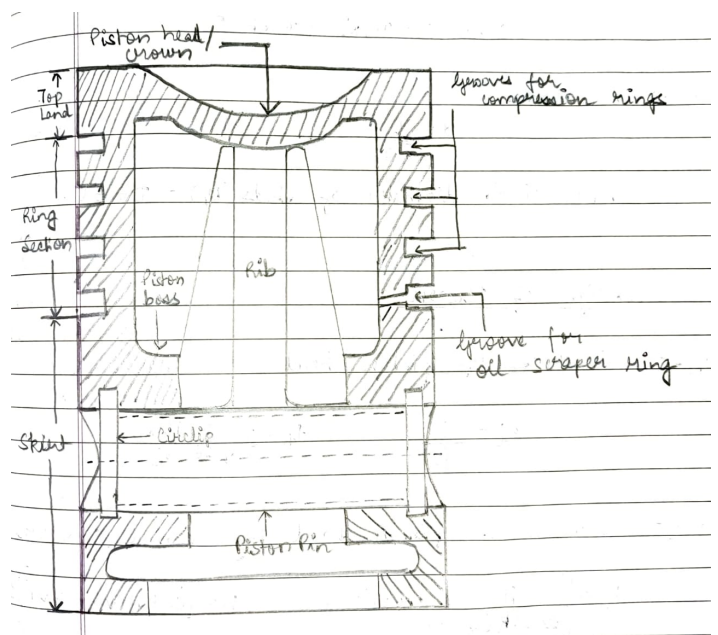 Piston head/
crown
Top
Land
Grooves for
compression rings
Ring
Section
Piston
boss
Rib
Groove for
oil scraper ring
Skirt
Circlip
Piston Pin